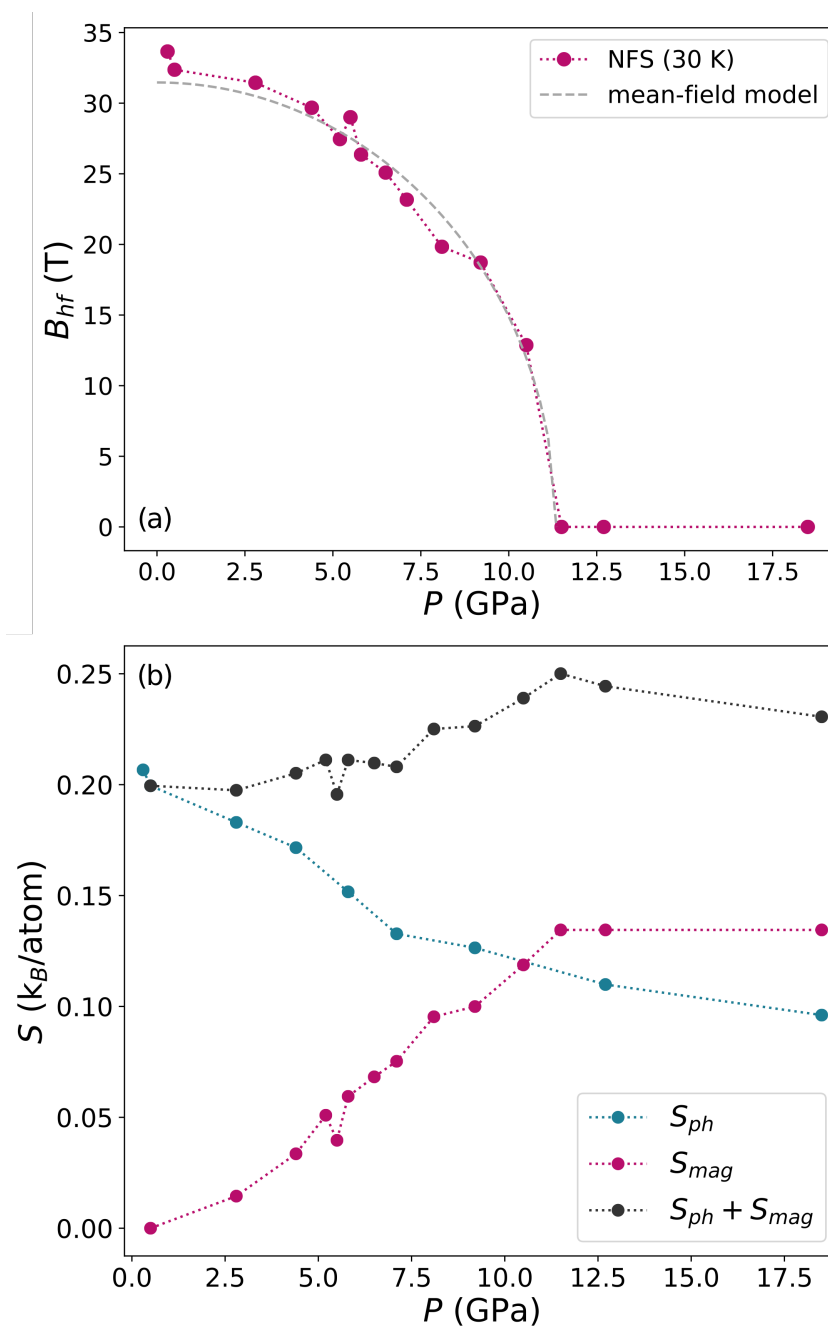 35
30
25
20
15
10
5
0
B_hf (T)
NFS (30 K)
mean-field model
(a)
0.0 2.5 5.0 7.5 10.0 12.5 15.0 17.5
P (GPa)
(b)
0.25
0.20
0.15
0.10
0.05
0.00
S (k_B/atom)
S_ph
S_mag
S_ph + S_mag
0.0 2.5 5.0 7.5 10.0 12.5 15.0 17.5
P (GPa)